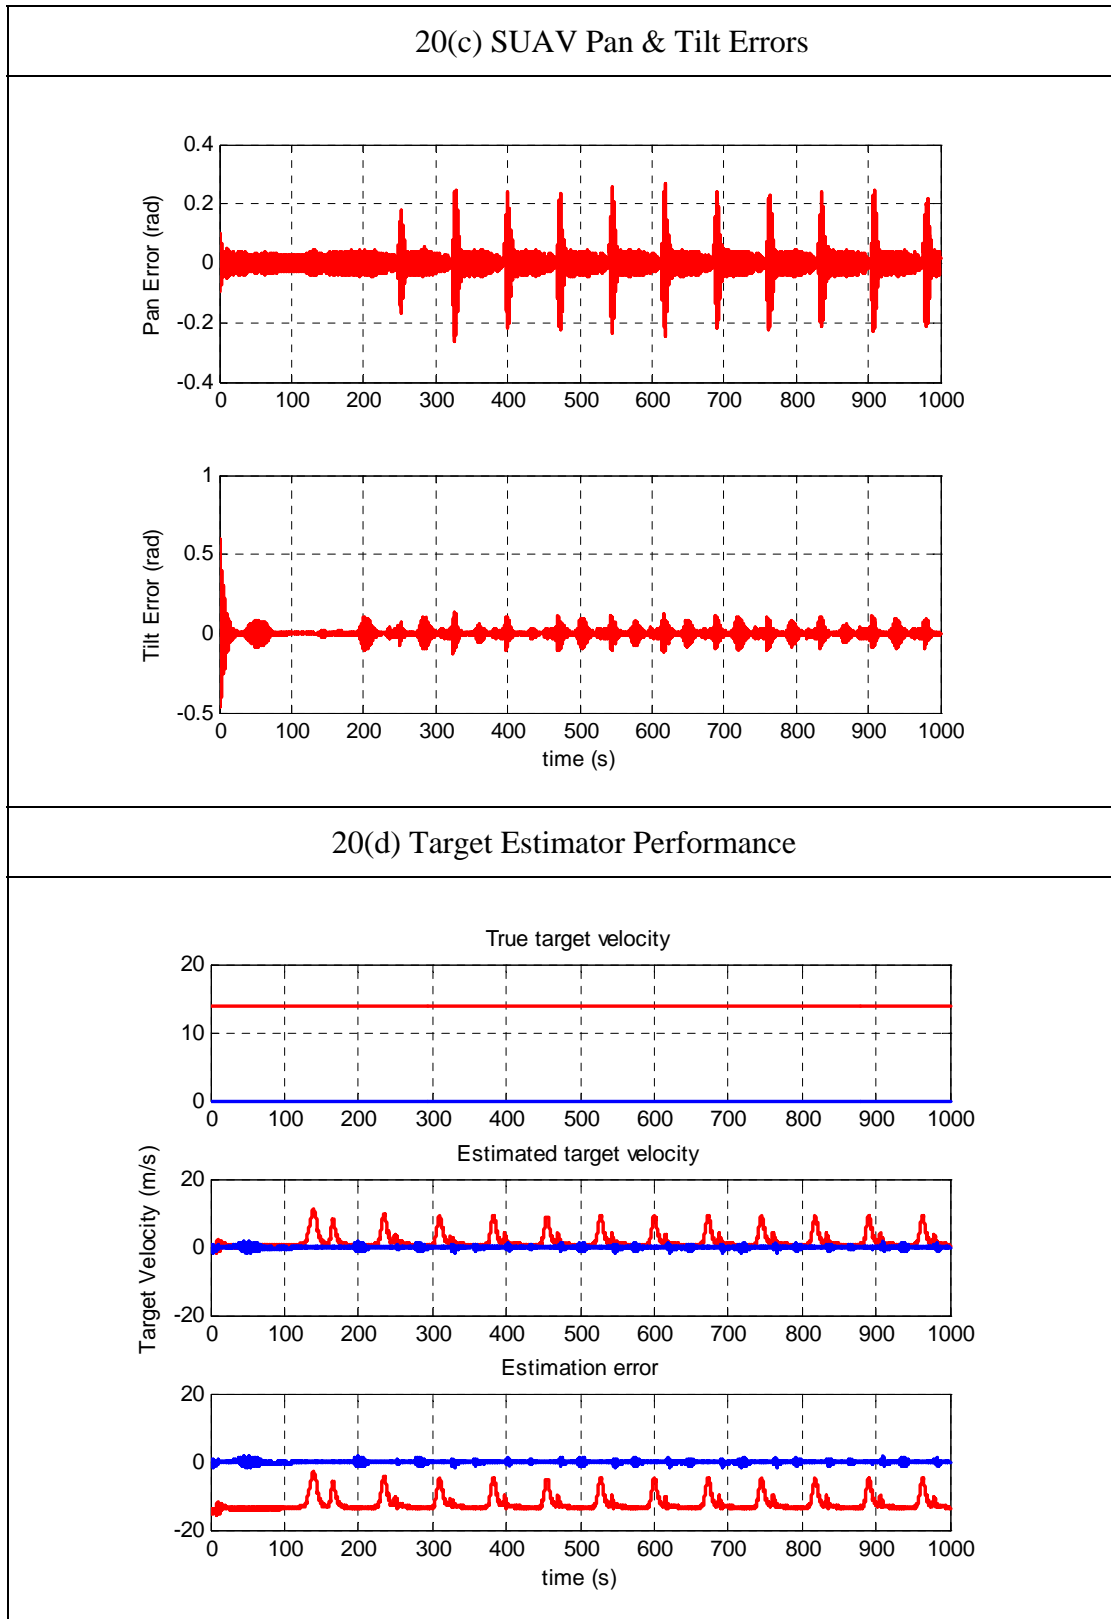 20(c) SUAV Pan & Tilt Errors
0.4
0.2
0
-0.2
-0.4
Pan Error (rad)
0 100 200 300 400 500 600 700 800 900 1000
1
0.5
0
-0.5
Tilt Error (rad)
0 100 200 300 400 500 600 700 800 900 1000
time (s)
20(d) Target Estimator Performance
True target velocity
20
10
0
0 100 200 300 400 500 600 700 800 900 1000
Estimated target velocity
Target Velocity (m/s)
20
0
-20
0 100 200 300 400 500 600 700 800 900 1000
Estimation error
20
0
-20
0 100 200 300 400 500 600 700 800 900 1000
time (s)